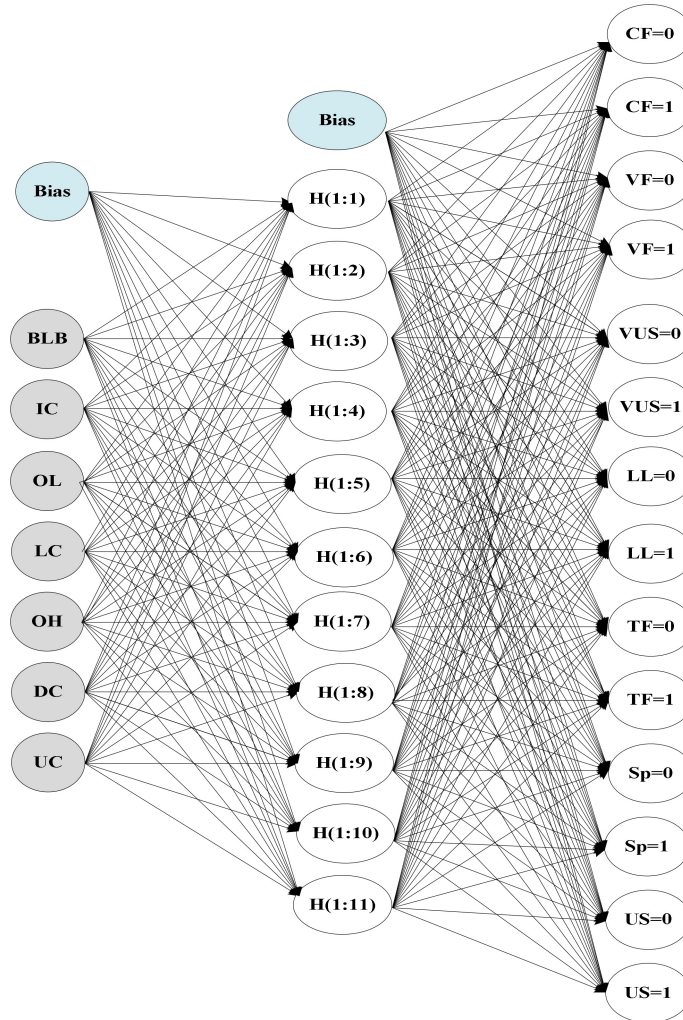 Bias
BLB
IC
OL
LC
OH
DC
UC
Bias
H(1:1)
H(1:2)
H(1:3)
H(1:4)
H(1:5)
H(1:6)
H(1:7)
H(1:8)
H(1:9)
H(1:10)
H(1:11)
CF=0
CF=1
VF=0
VF=1
VUS=0
VUS=1
LL=0
LL=1
TF=0
TF=1
Sp=0
Sp=1
US=0
US=1